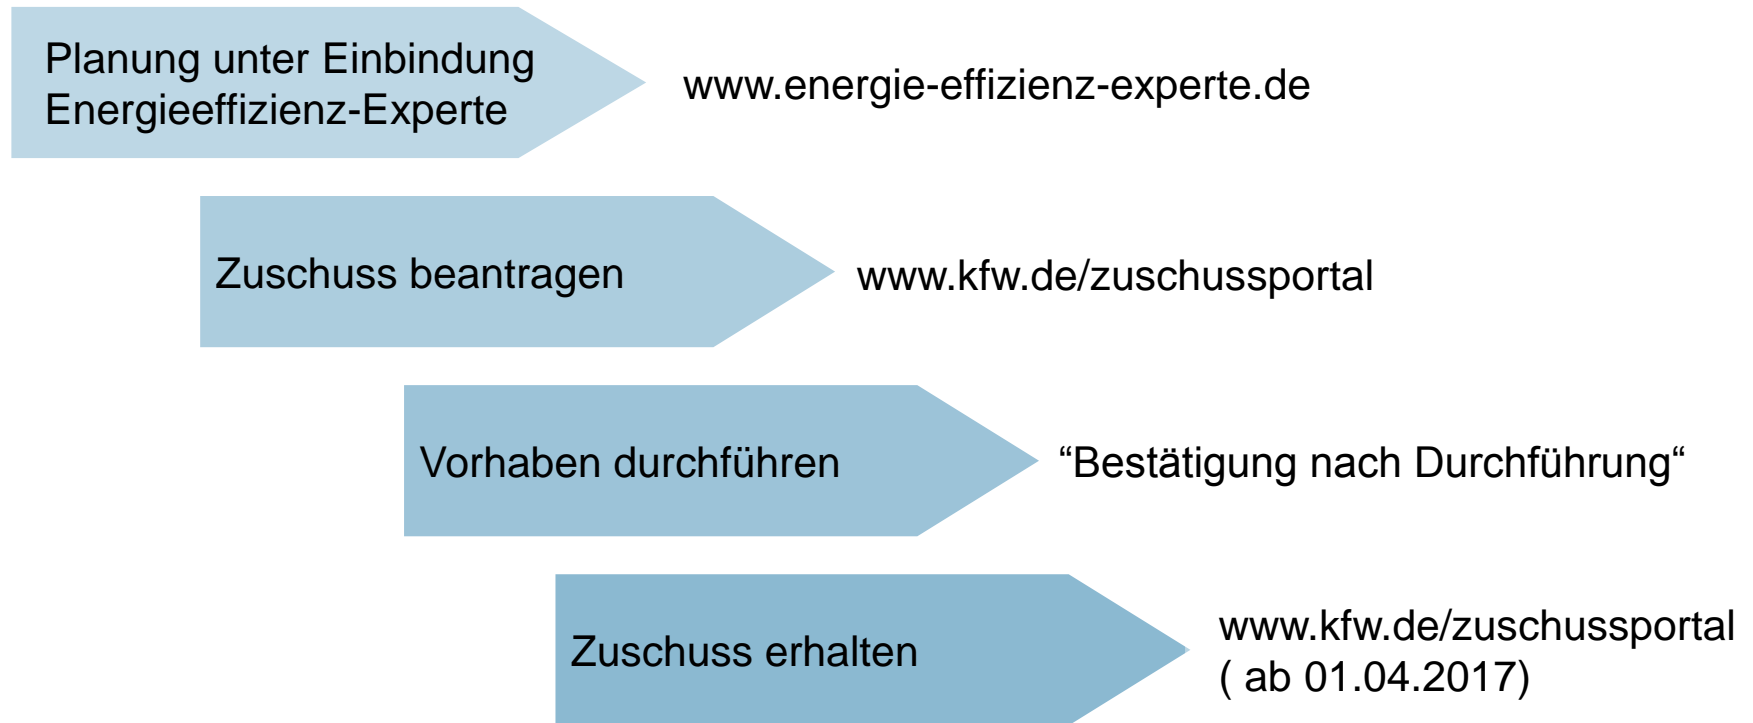 Planung unter Einbindung
Energieeffizienz-Experte
www.energie-effizienz-experte.de
Zuschuss beantragen
www.kfw.de/zuschussportal
Vorhaben durchführen
“Bestätigung nach Durchführung“
Zuschuss erhalten
www.kfw.de/zuschussportal
( ab 01.04.2017)